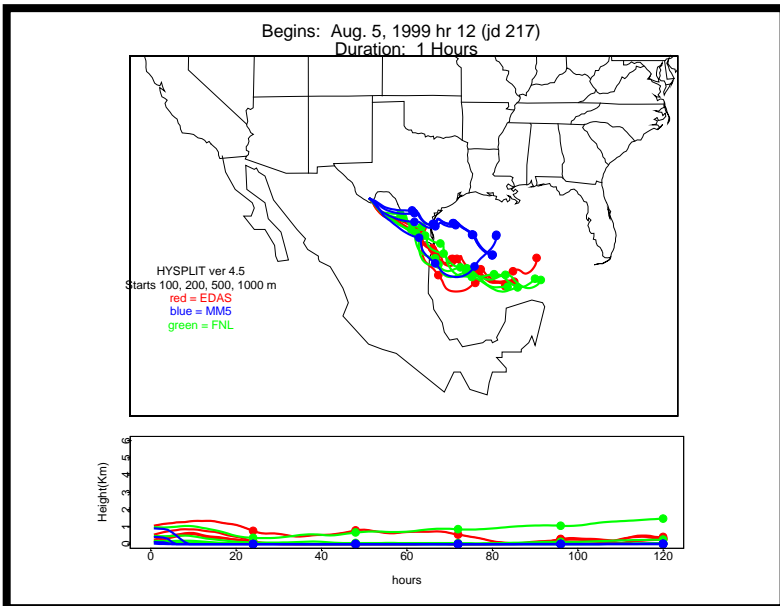 Begins:  Aug. 5, 1999 hr 12 (jd 217)
Duration:  1 Hours
HYSPLIT ver 4.5
Starts 100, 200, 500, 1000 m
red = EDAS
blue = MM5
green = FNL
Height(Km)
6
5
4
3
2
1
0
0 20 40 60 80 100 120
hours